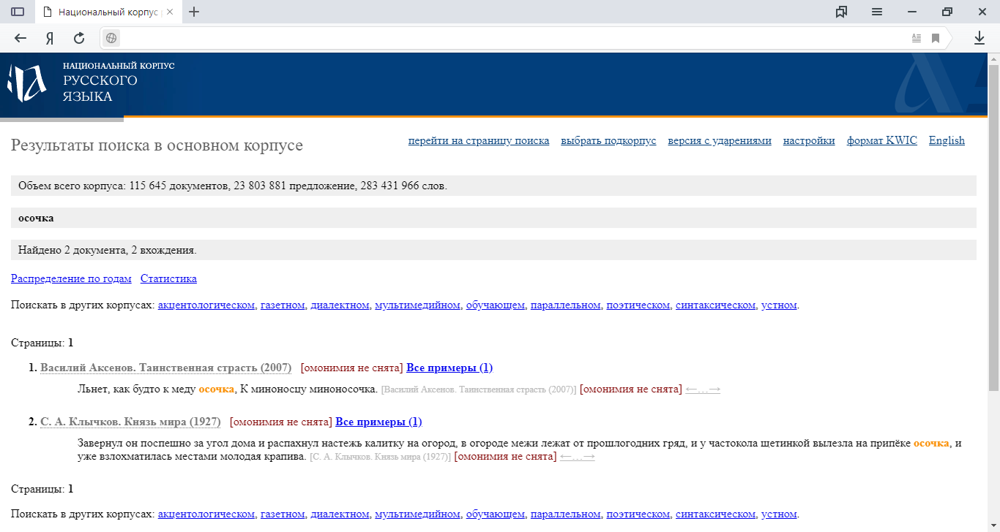 Национальный корпус р
Я
НАЦИОНАЛЬНЫЙ КОРПУС
РУССКОГО
ЯЗЫКА
Результаты поиска в основном корпусе
перейти на страницу поиска выбрать подкорпус версия с ударениями настройки формат KWIC English
Объем всего корпуса: 115 645 документов, 23 803 881 предложение, 283 431 966 слов.
осочка
Найдено 2 документа, 2 вхождения.
Распределение по годам Статистика
Поискать в других корпусах: акцентологическом, газетном, диалектном, мультимедийном, обучающем, параллельном, поэтическом, синтаксическом, устном.
Страницы: 1
1. Василий Аксенов. Таинственная страсть (2007) [омонимия не снята] Все примеры (1)
Льнет, как будто к меду осочка, К миноносцу миноносочка. [Василий Аксенов. Таинственная страсть (2007)] [омонимия не снята] ←…→
2. С. А. Клычков. Князь мира (1927) [омонимия не снята] Все примеры (1)
Завернул он поспешно за угол дома и распахнул настежь калитку на огород, в огороде межи лежат от прошлогодних гряд, и у частокола щетинкой вылезла на припёке осочка, и
уже взлохматилась местами молодая крапива. [С. А. Клычков. Князь мира (1927)] [омонимия не снята] ←…→
Страницы: 1
Поискать в других корпусах: акцентологическом, газетном, диалектном, мультимедийном, обучающем, параллельном, поэтическом, синтаксическом, устном.